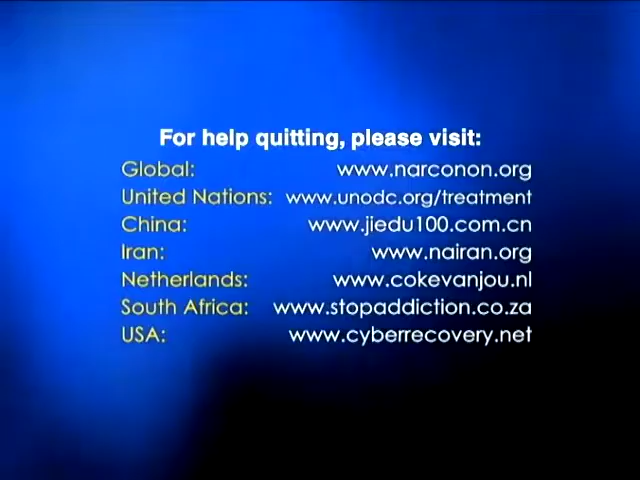 For help quitting, please visit:
Global: www.narconon.org
United Nations: www.unodc.org/treatment
China: www.jiedu100.com.cn
Iran: www.nairan.org
Netherlands: www.cokevanjou.nl
South Africa: www.stopaddiction.co.za
USA: www.cyberrecovery.net